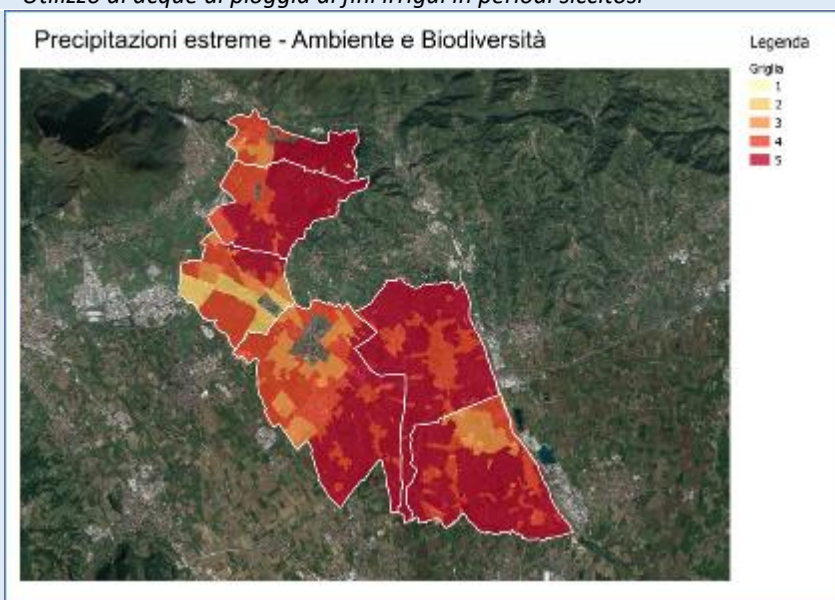 Utilizzo di acque di pioggia ai fini irrigui in periodi siccitosi
Precipitazioni estreme - Ambiente e Biodiversità
Legenda
Griglia
1
2
3
4
5